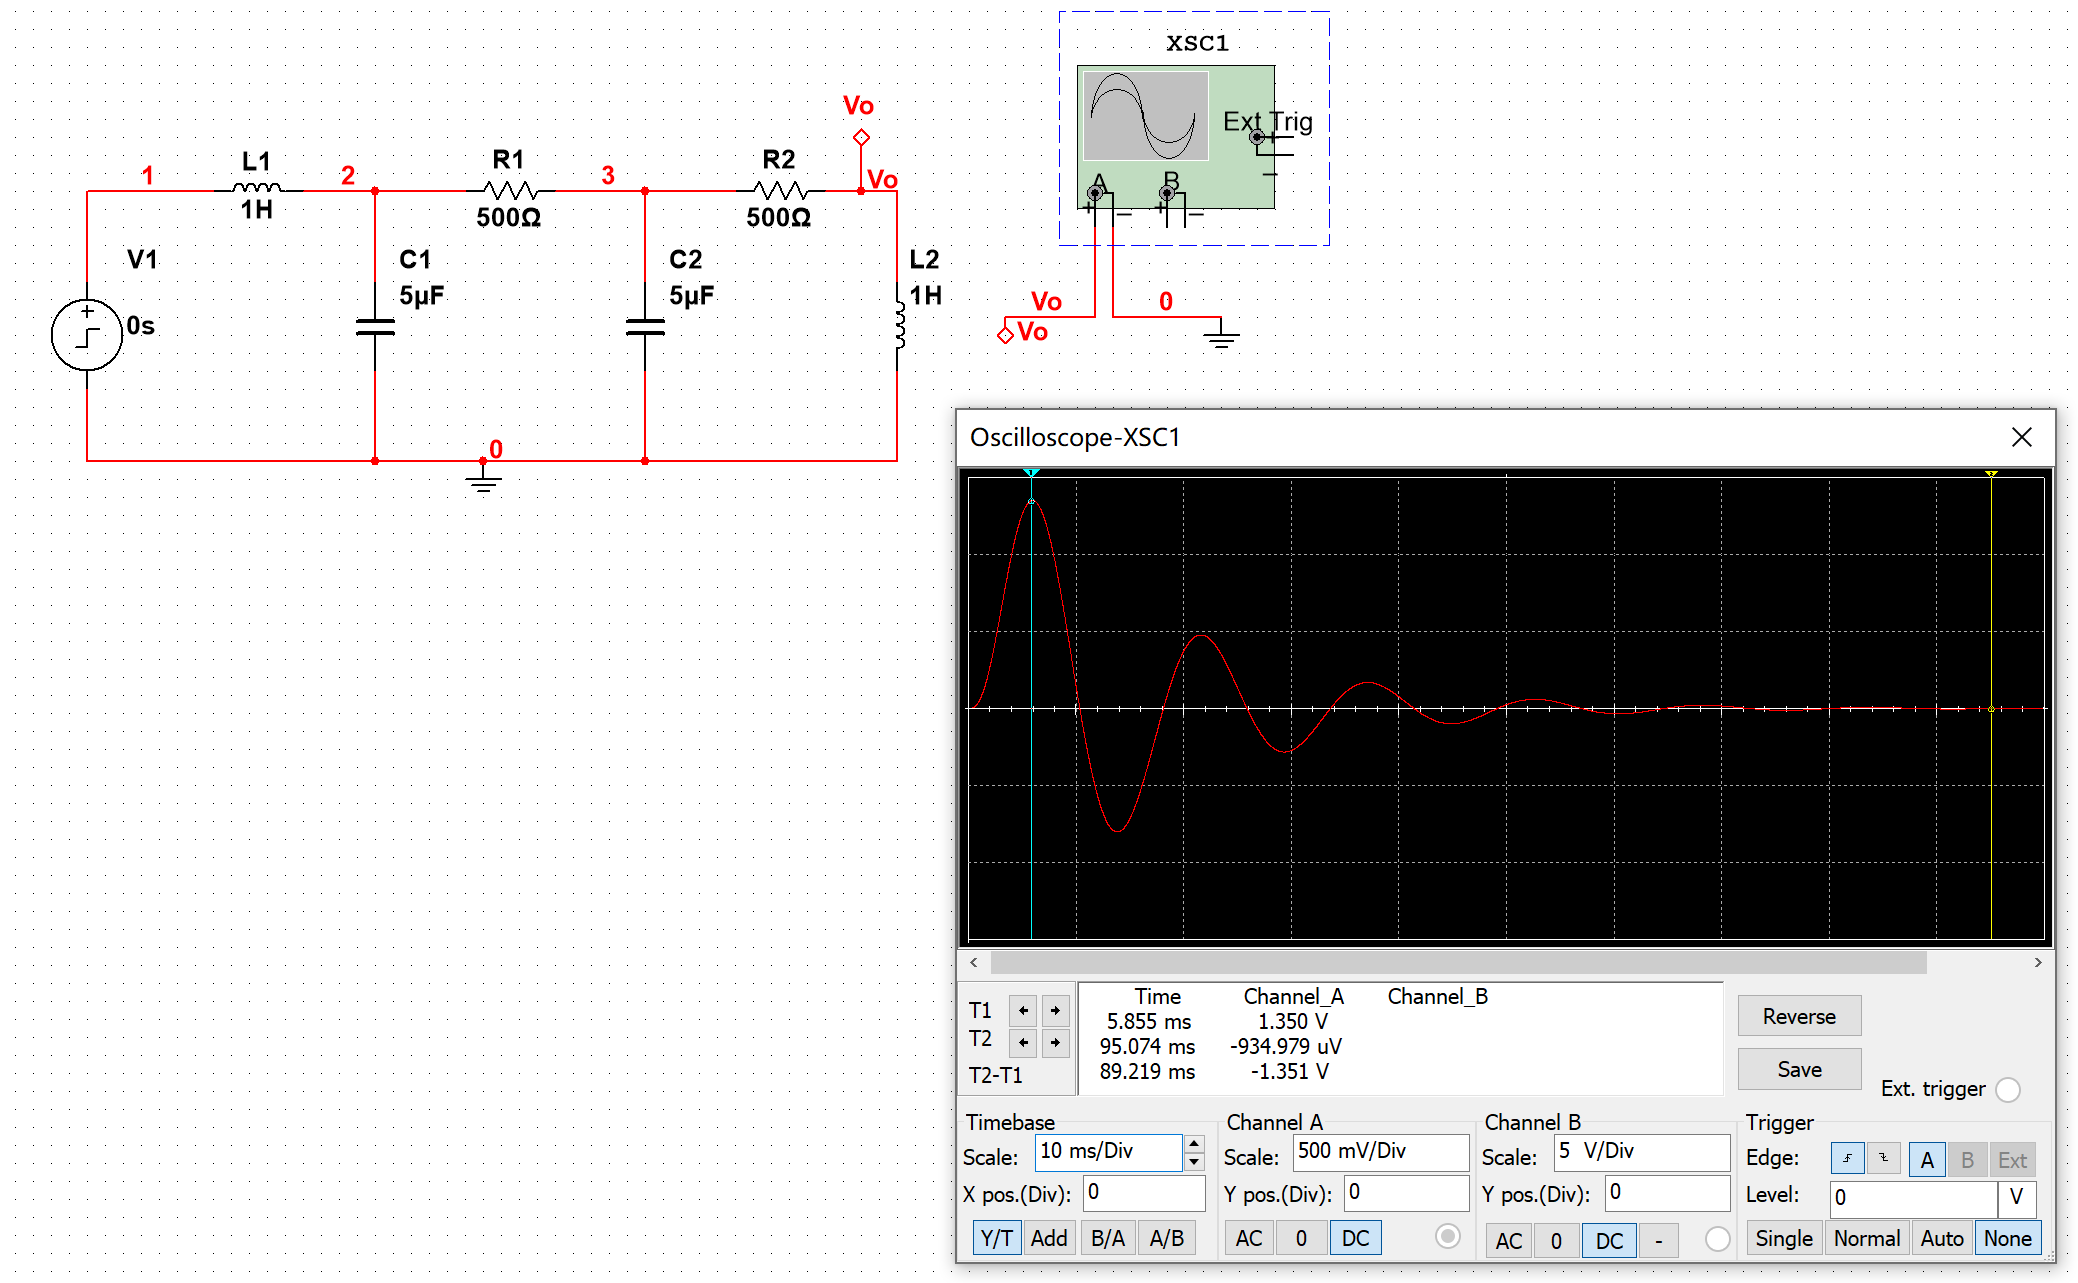 XSC1
Vo
Ext Trig
1
L1
2
R1
3
R2
Vo
1H
500Ω
500Ω
A
B
+
−
+
−
+
−
V1
C1
C2
L2
5µF
5µF
1H
+
0s
Vo
0
Vo
0
Oscilloscope-XSC1
1
2
T1
T2
T2-T1
Time Channel_A Channel_B
5.855 ms 1.350 V
95.074 ms -934.979 uV
89.219 ms -1.351 V
Reverse
Save
Ext. trigger
Timebase
Scale: 10 ms/Div
X pos.(Div): 0
Y/T Add B/A A/B
Channel A
Scale: 500 mV/Div
Y pos.(Div): 0
AC 0 DC
Channel B
Scale: 5 V/Div
Y pos.(Div): 0
AC 0 DC -
Trigger
Edge: A B Ext
Level: 0 V
Single Normal Auto None